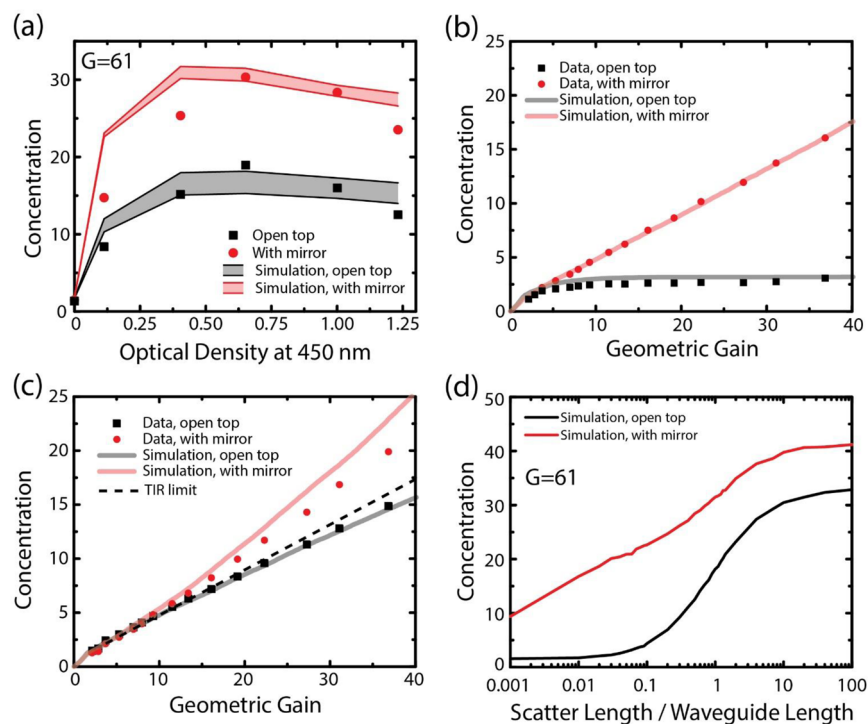 (a)
G=61
Concentration
30
20
10
0
0.00
0.25
0.50
0.75
1.00
1.25
Open top
With mirror
Simulation, open top
Simulation, with mirror
Optical Density at 450 nm
(b)
Concentration
25
20
15
10
5
0
0
10
20
30
40
Data, open top
Data, with mirror
Simulation, open top
Simulation, with mirror
Geometric Gain
(c)
Concentration
25
20
15
10
5
0
0
10
20
30
40
Data, open top
Data, with mirror
Simulation, open top
Simulation, with mirror
TIR limit
Geometric Gain
(d)
Concentration
50
40
30
20
10
0
0.001
0.01
0.1
1
10
100
Simulation, open top
Simulation, with mirror
G=61
Scatter Length / Waveguide Length